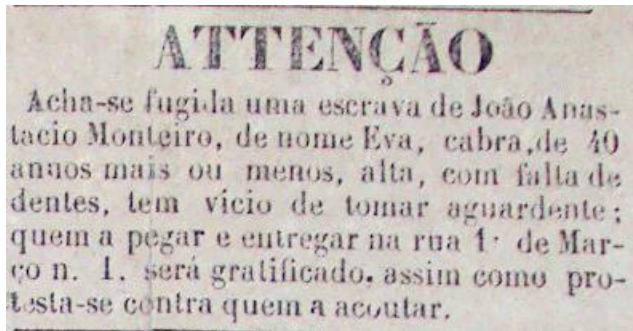 ATTENÇÃO
Acha-se fugida uma escrava de João Anas-
tacio Monteiro, de nome Eva, cabra,de 40
annos mais ou menos, alta, com falta de
dentes, tem vicio de tomar aguardente;
quem a pegar e entregar na rua 1· de Mar-
ço n. 1. será gratificado, assim como pro-
testa-se contra quem a acoutar.